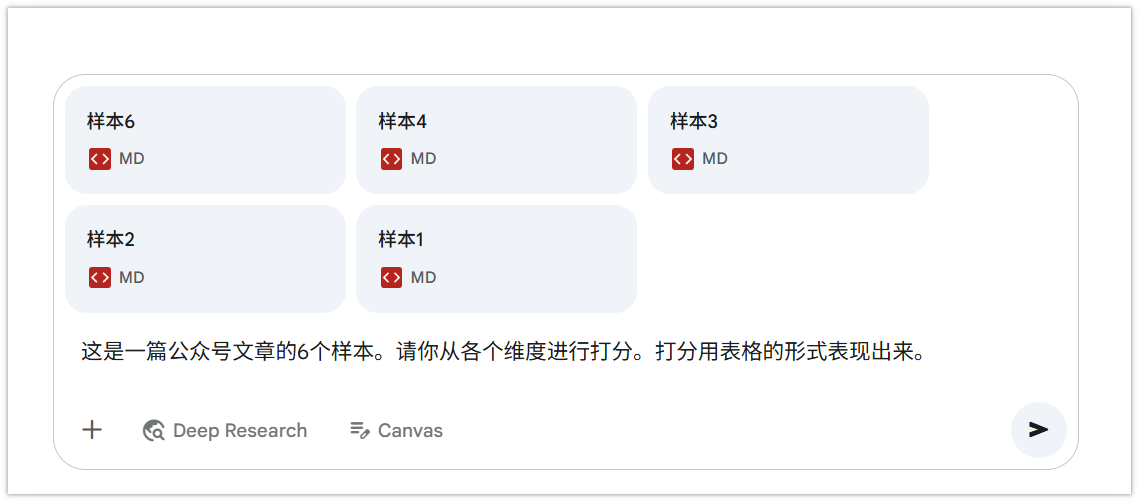 样本6
MD
样本4
MD
样本3
MD
样本2
MD
样本1
MD
这是一篇公众号文章的6个样本。请你从各个维度进行打分。打分用表格的形式表现出来。
Deep Research
Canvas